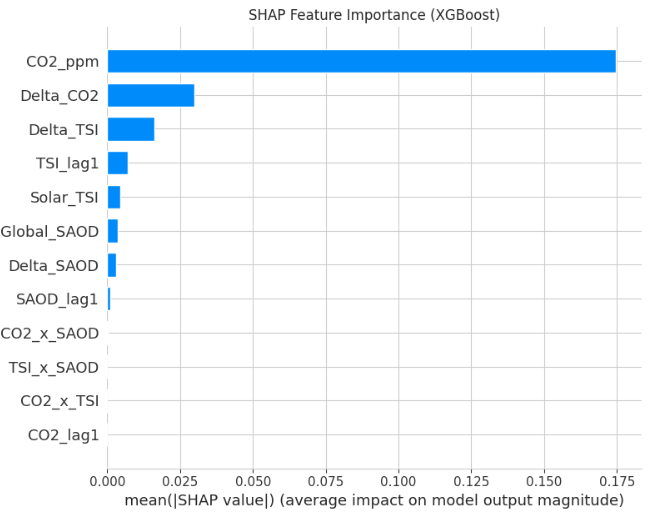 SHAP Feature Importance (XGBoost)
CO2_ppm
Delta_CO2
Delta_TSI
TSI_lag1
Solar_TSI
Global_SAOD
Delta_SAOD
SAOD_lag1
CO2_x_SAOD
TSI_x_SAOD
CO2_x_TSI
CO2_lag1
0.000 0.025 0.050 0.075 0.100 0.125 0.150 0.175
mean(|SHAP value|) (average impact on model output magnitude)